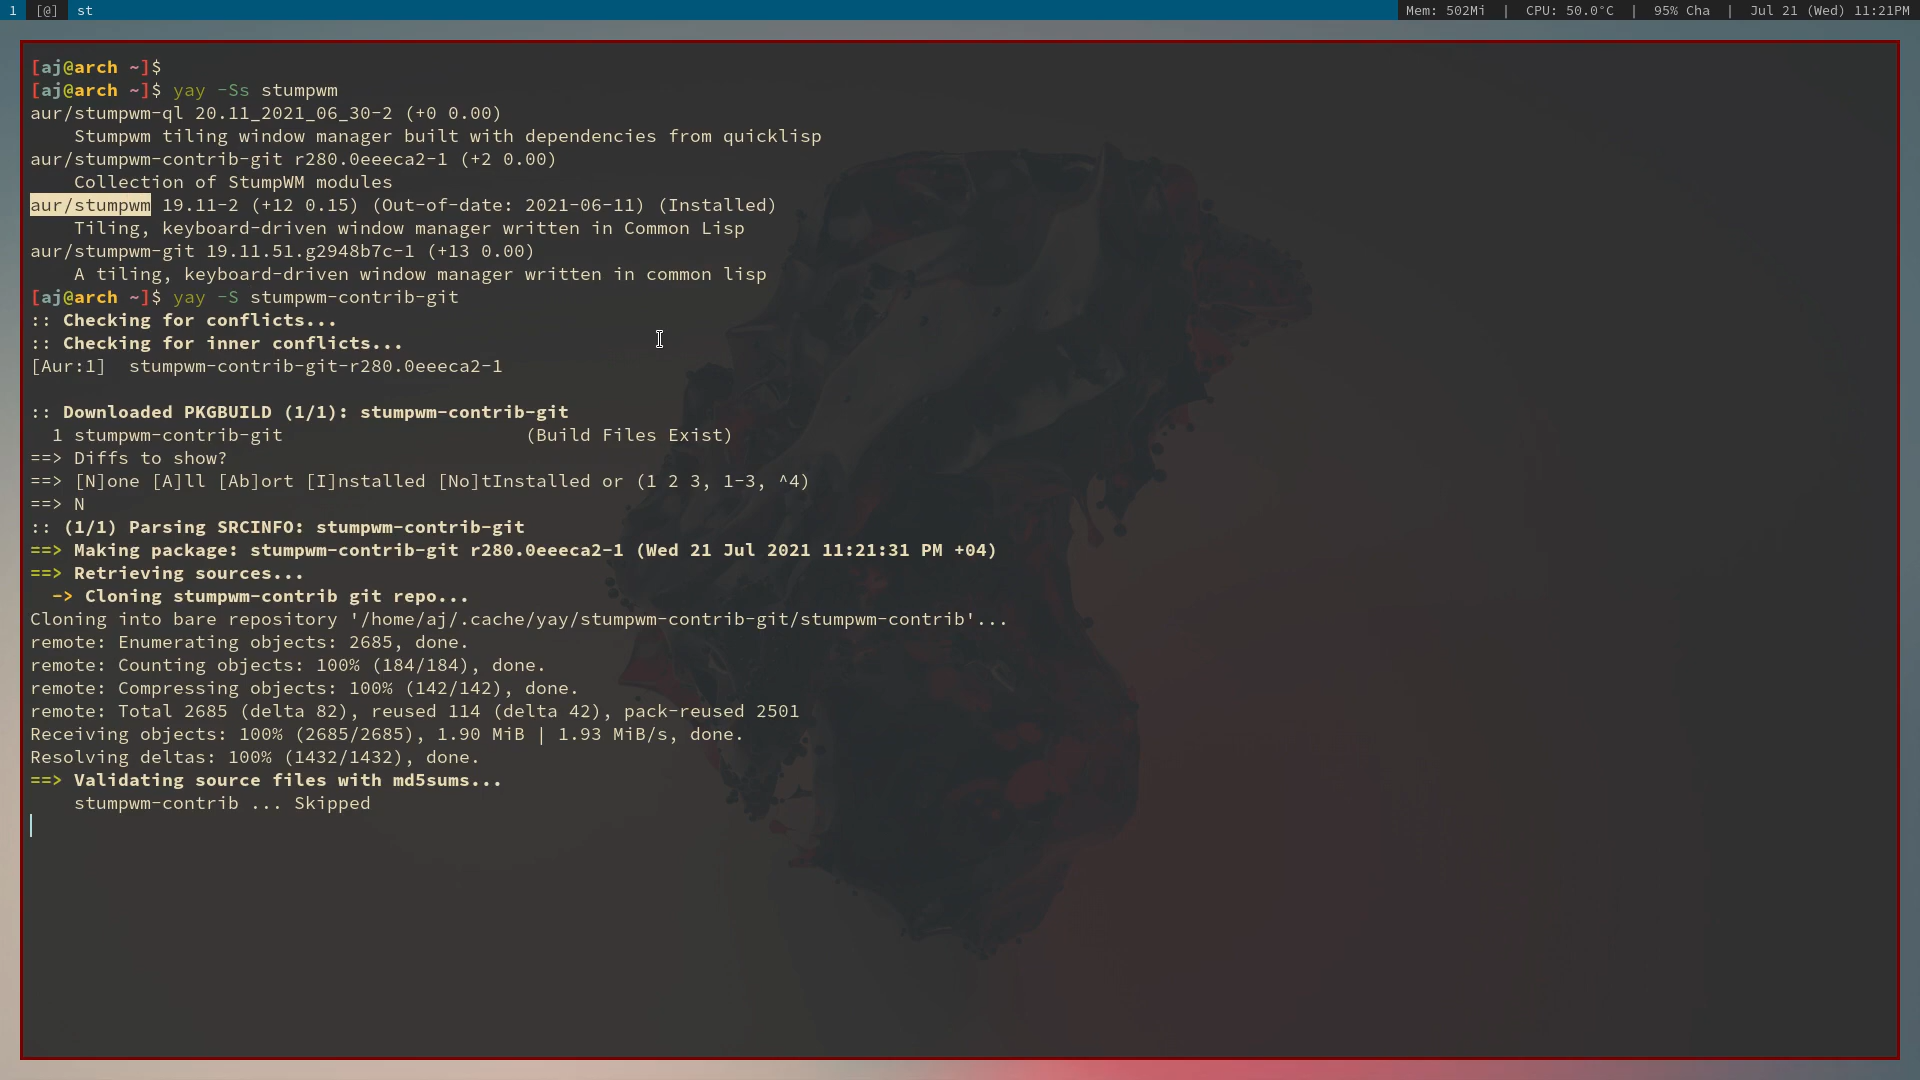 1 [@] st Mem: 502Mi | CPU: 50.0°C | 95% Cha | Jul 21 (Wed) 11:21PM
[aj@arch ~]$
[aj@arch ~]$ yay -Ss stumpwm
aur/stumpwm-ql 20.11_2021_06_30-2 (+0 0.00)
    Stumpwm tiling window manager built with dependencies from quicklisp
aur/stumpwm-contrib-git r280.0eeeca2-1 (+2 0.00)
    Collection of StumpWM modules
aur/stumpwm 19.11-2 (+12 0.15) (Out-of-date: 2021-06-11) (Installed)
    Tiling, keyboard-driven window manager written in Common Lisp
aur/stumpwm-git 19.11.51.g2948b7c-1 (+13 0.00)
    A tiling, keyboard-driven window manager written in common lisp
[aj@arch ~]$ yay -S stumpwm-contrib-git
:: Checking for conflicts...
:: Checking for inner conflicts...
[Aur:1]  stumpwm-contrib-git-r280.0eeeca2-1
:: Downloaded PKGBUILD (1/1): stumpwm-contrib-git
  1 stumpwm-contrib-git                      (Build Files Exist)
==> Diffs to show?
==> [N]one [A]ll [Ab]ort [I]nstalled [No]tInstalled or (1 2 3, 1-3, ^4)
==> N
:: (1/1) Parsing SRCINFO: stumpwm-contrib-git
==> Making package: stumpwm-contrib-git r280.0eeeca2-1 (Wed 21 Jul 2021 11:21:31 PM +04)
==> Retrieving sources...
  -> Cloning stumpwm-contrib git repo...
Cloning into bare repository '/home/aj/.cache/yay/stumpwm-contrib-git/stumpwm-contrib'...
remote: Enumerating objects: 2685, done.
remote: Counting objects: 100% (184/184), done.
remote: Compressing objects: 100% (142/142), done.
remote: Total 2685 (delta 82), reused 114 (delta 42), pack-reused 2501
Receiving objects: 100% (2685/2685), 1.90 MiB | 1.93 MiB/s, done.
Resolving deltas: 100% (1432/1432), done.
==> Validating source files with md5sums...
    stumpwm-contrib ... Skipped